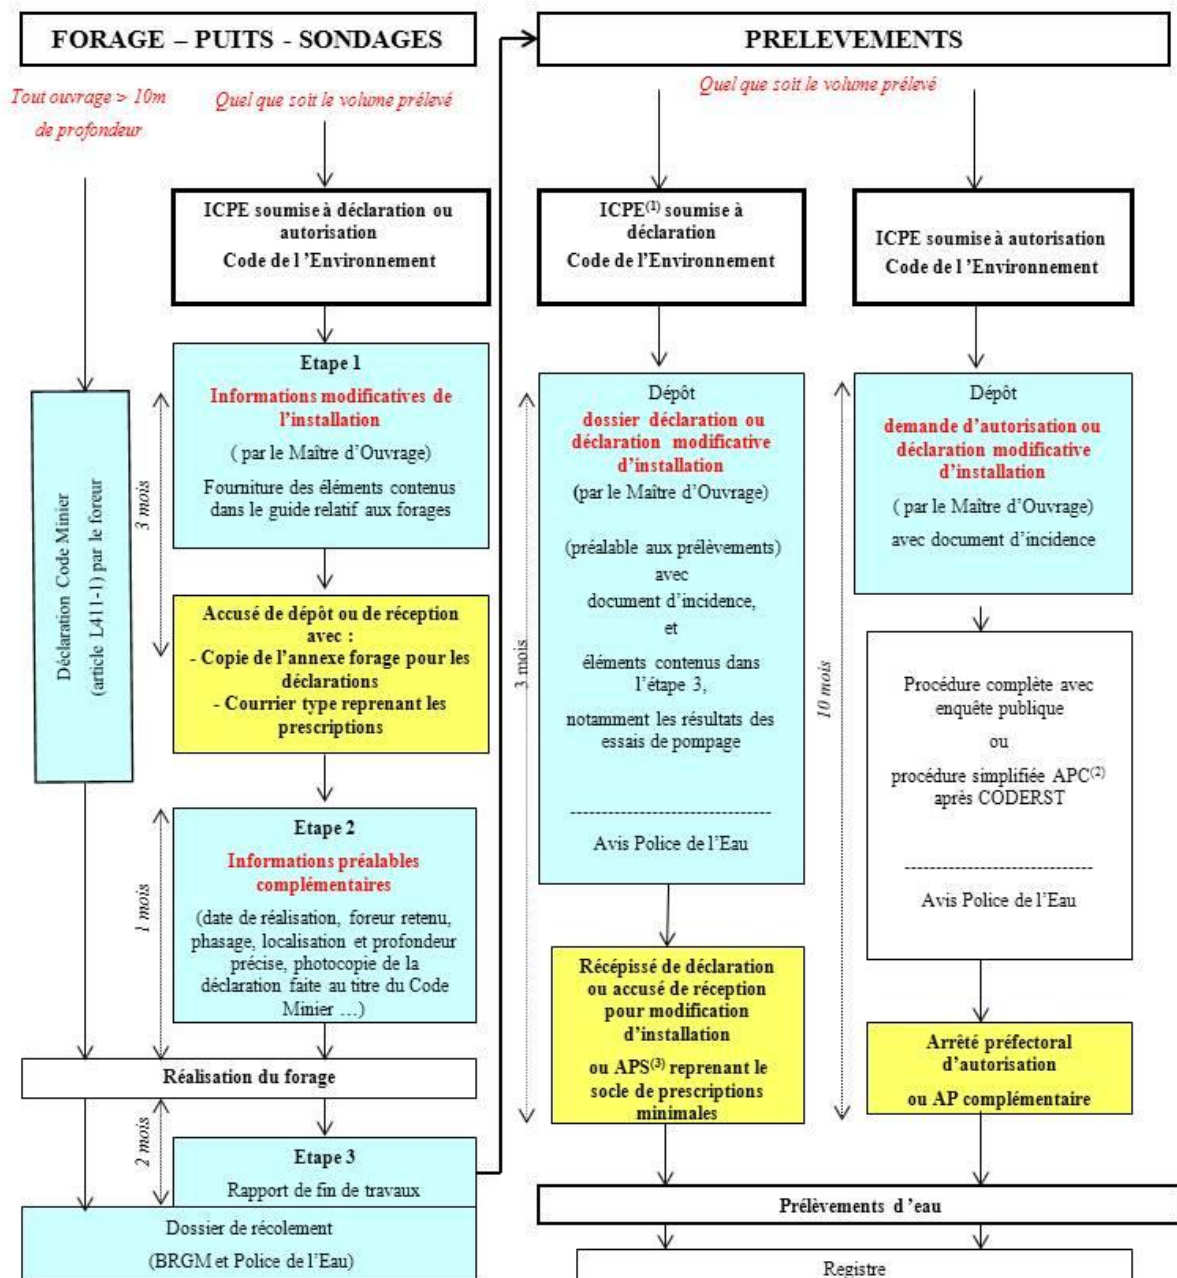 FORAGE – PUITS - SONDAGES
Tout ouvrage > 10m
de profondeur
Quel que soit le volume prélevé
ICPE soumise à déclaration ou
autorisation
Code de l ’Environnement
Etape 1
Informations modificatives de
l’installation
( par le Maître d’Ouvrage)
Fourniture des éléments contenus
dans le guide relatif aux forages
3 mois
Déclaration Code Minier
(article L411-1) par le foreur
Accusé de dépôt ou de réception
avec :
- Copie de l’annexe forage pour les
déclarations
- Courrier type reprenant les
prescriptions
1 mois
Etape 2
Informations préalables
complémentaires
(date de réalisation, foreur retenu,
phasage, localisation et profondeur
précise, photocopie de la
déclaration faite au titre du Code
Minier …)
Réalisation du forage
2 mois
Etape 3
Rapport de fin de travaux
Dossier de récolement
(BRGM et Police de l’Eau)
PRELEVEMENTS
Quel que soit le volume prélevé
ICPE(1) soumise à
déclaration
Code de l’Environnement
3 mois
Dépôt
dossier déclaration ou
déclaration modificative
d’installation
(par le Maître d’Ouvrage)
(préalable aux prélèvements)
avec
document d’incidence,
et
éléments contenus dans
l’étape 3,
notamment les résultats des
essais de pompage
---------------------------------
Avis Police de l’Eau
Récépissé de déclaration
ou accusé de réception
pour modification
d’installation
ou APS(3) reprenant le
socle de prescriptions
minimales
ICPE soumise à autorisation
Code de l ’Environnement
10 mois
Dépôt
demande d’autorisation ou
déclaration modificative
d’installation
( par le Maître d’Ouvrage)
avec document d’incidence
Procédure complète avec
enquête publique
ou
procédure simplifiée APC(2)
après CODERST
-------------------------------
Avis Police de l’Eau
Arrêté préfectoral
d’autorisation
ou AP complémentaire
Prélèvements d ’eau
Registre